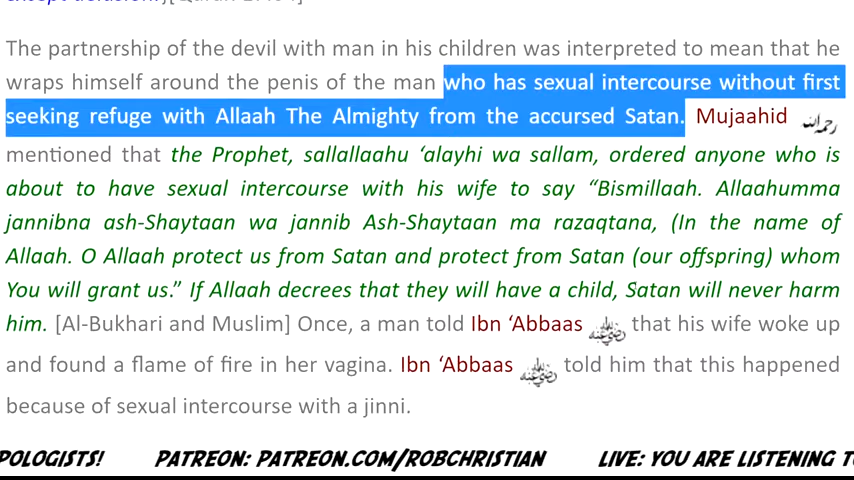 The partnership of the devil with man in his children was interpreted to mean that he
wraps himself around the penis of the man who has sexual intercourse without first
seeking refuge with Allaah The Almighty from the accursed Satan. Mujaahid رحمه الله
mentioned that the Prophet, sallallaahu ‘alayhi wa sallam, ordered anyone who is
about to have sexual intercourse with his wife to say “Bismillaah. Allaahumma
jannibna ash-Shaytaan wa jannib Ash-Shaytaan ma razaqtana, (In the name of
Allaah. O Allaah protect us from Satan and protect from Satan (our offspring) whom
You will grant us.” If Allaah decrees that they will have a child, Satan will never harm
him. [Al-Bukhari and Muslim] Once, a man told Ibn ‘Abbaas رضي الله عنه that his wife woke up
and found a flame of fire in her vagina. Ibn ‘Abbaas رضي الله عنه told him that this happened
because of sexual intercourse with a jinni.
POLOGISTS! PATREON: PATREON.COM/ROBCHRISTIAN LIVE: YOU ARE LISTENING